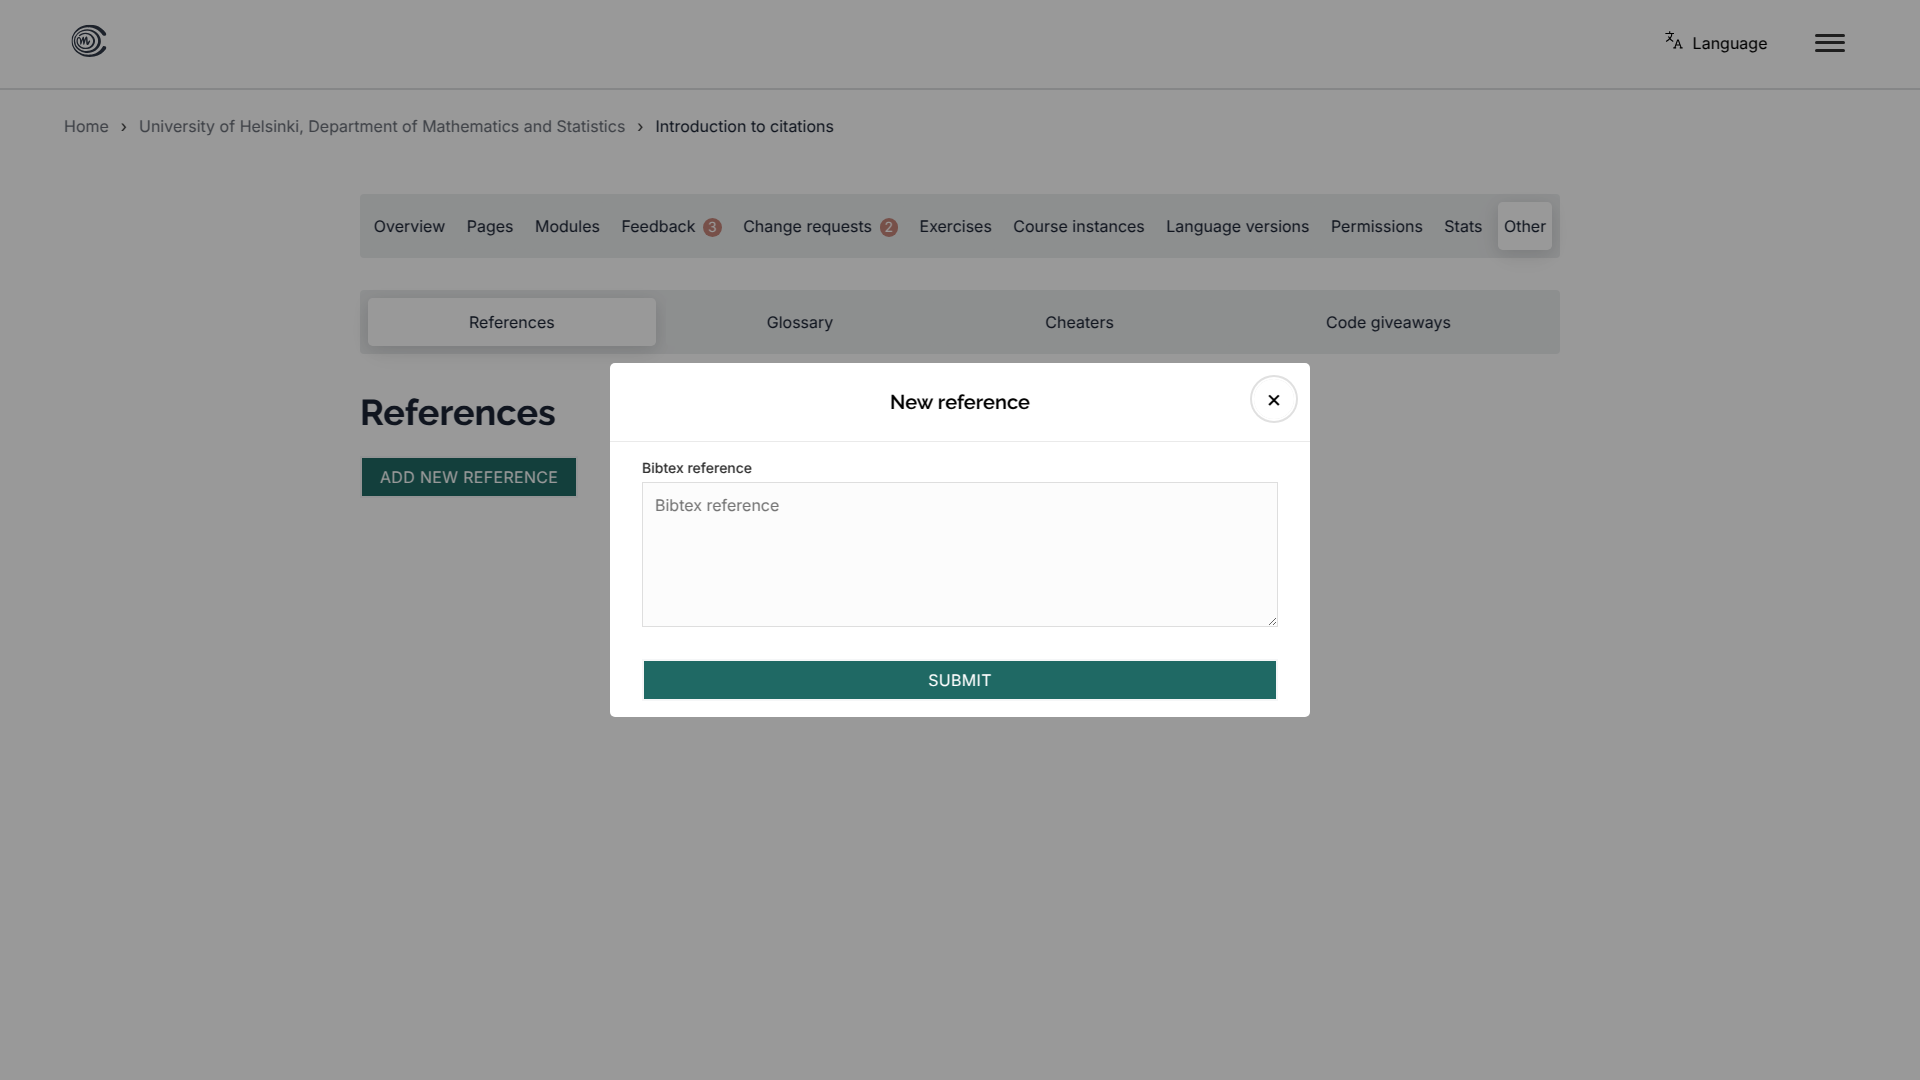 Language
Home › University of Helsinki, Department of Mathematics and Statistics › Introduction to citations
Overview Pages Modules Feedback 3 Change requests 2 Exercises Course instances Language versions Permissions Stats Other
References Glossary Cheaters Code giveaways
References
ADD NEW REFERENCE
New reference
Bibtex reference
Bibtex reference
SUBMIT